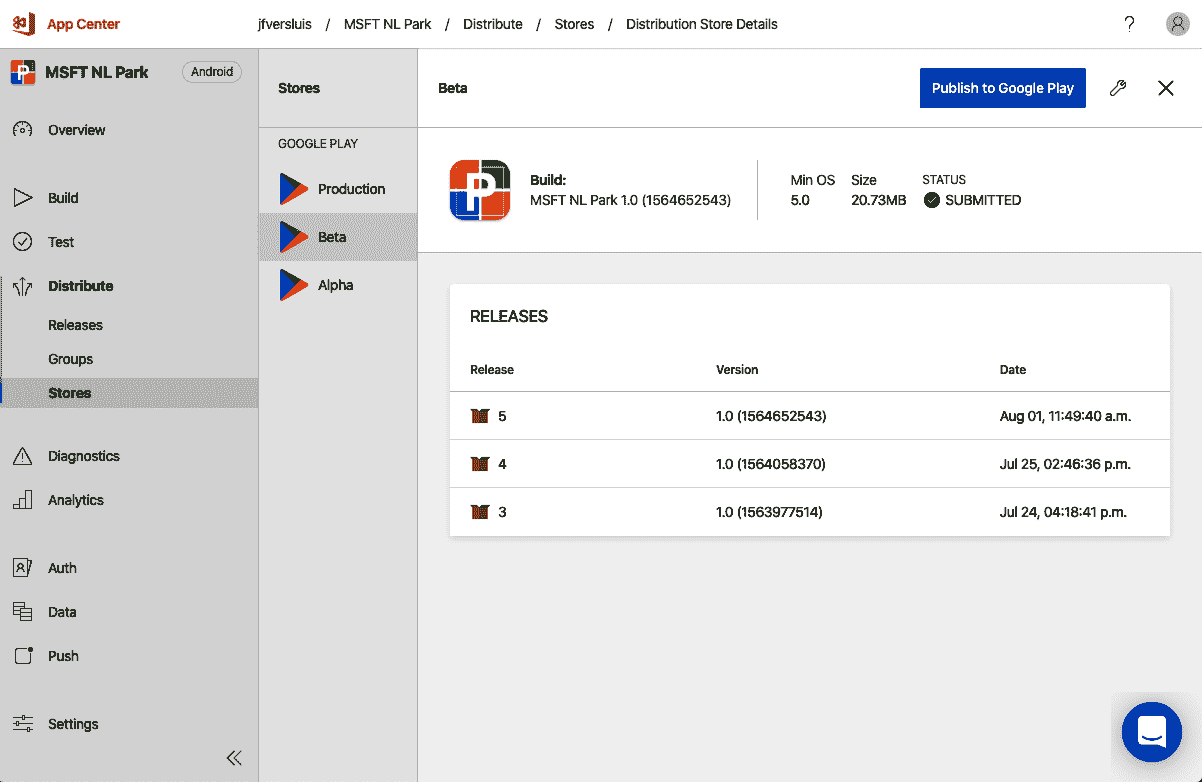 App Center
jfversluis / MSFT NL Park / Distribute / Stores / Distribution Store Details
?
MSFT NL Park
Android
Overview
Build
Test
Distribute
Releases
Groups
Stores
Diagnostics
Analytics
Auth
Data
Push
Settings
Stores
GOOGLE PLAY
Production
Beta
Alpha
Beta
Publish to Google Play
P
Build:
MSFT NL Park 1.0 (1564652543)
Min OS
5.0
Size
20.73MB
STATUS
SUBMITTED
RELEASES
Release Version Date
5 1.0 (1564652543) Aug 01, 11:49:40 a.m.
4 1.0 (1564058370) Jul 25, 02:46:36 p.m.
3 1.0 (1563977514) Jul 24, 04:18:41 p.m.